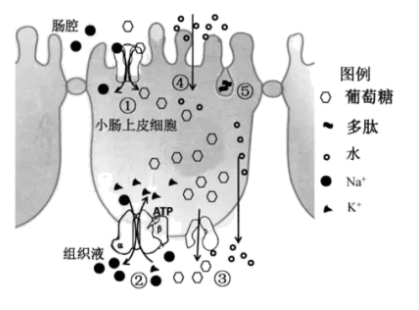 肠腔
①
④
⑤
小肠上皮细胞
ATP
α
β
组织液
②
③
图例
葡萄糖
多肽
水
Na⁺
K⁺